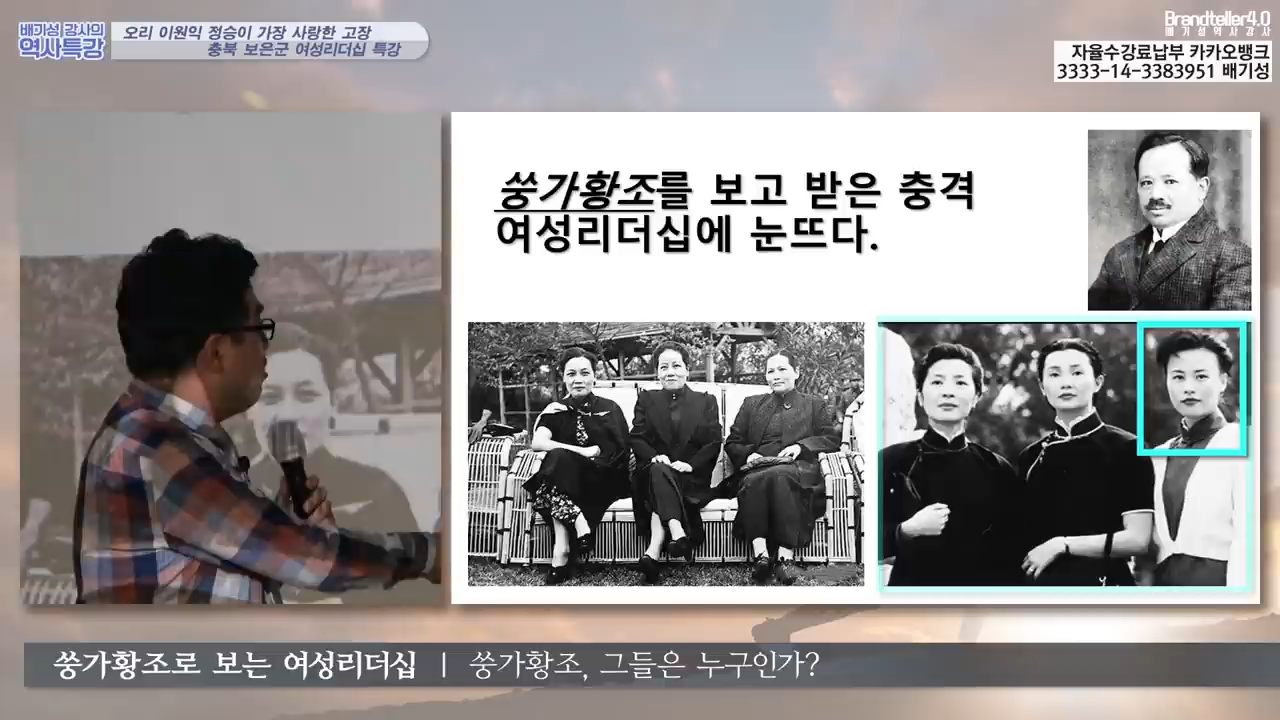 배기성 강사의
역사특강
오리 이원익 정승이 가장 사랑한 고장
충북 보은군 여성리더십 특강
Brandteller4.0
배기성역사강사
자율수강료납부 카카오뱅크
3333-14-3383951 배기성
쑹가황조를 보고 받은 충격
여성리더십에 눈뜨다.
쑹가황조로 보는 여성리더십 | 쑹가황조, 그들은 누구인가?